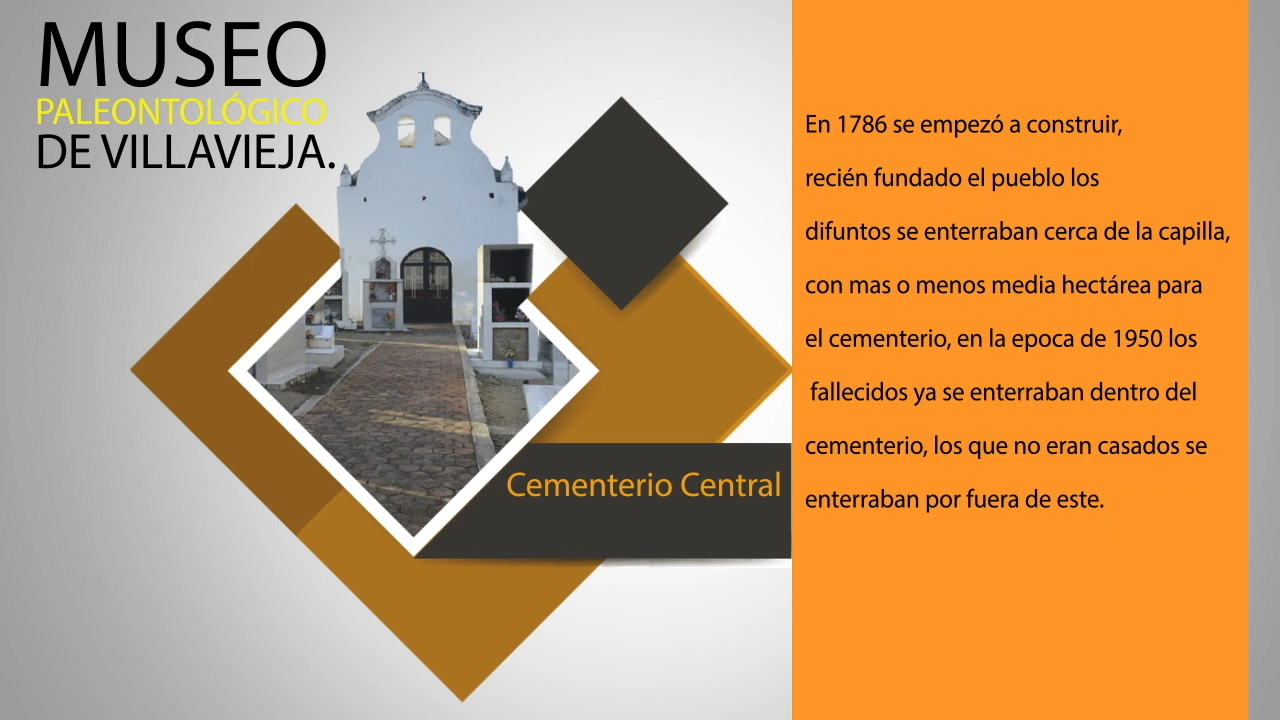 MUSEO
PALEONTOLÓGICO
DE VILLAVIEJA.
Cementerio Central
En 1786 se empezó a construir,
recién fundado el pueblo los
difuntos se enterraban cerca de la capilla,
con mas o menos media hectárea para
el cementerio, en la epoca de 1950 los
fallecidos ya se enterraban dentro del
cementerio, los que no eran casados se
enterraban por fuera de este.